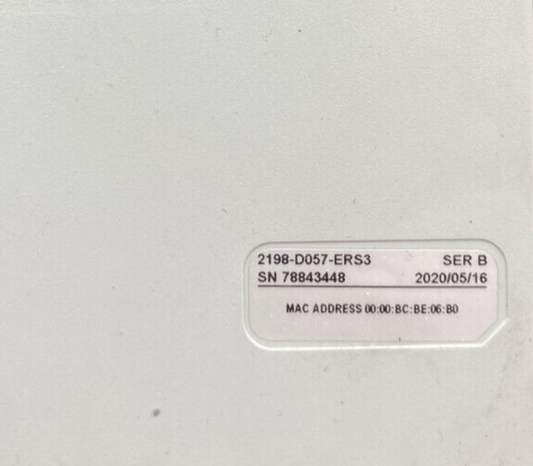 2198-D057-ERS3 SER B
SN 78843448 2020/05/16
MAC ADDRESS 00:00:BC:BE:06:B0